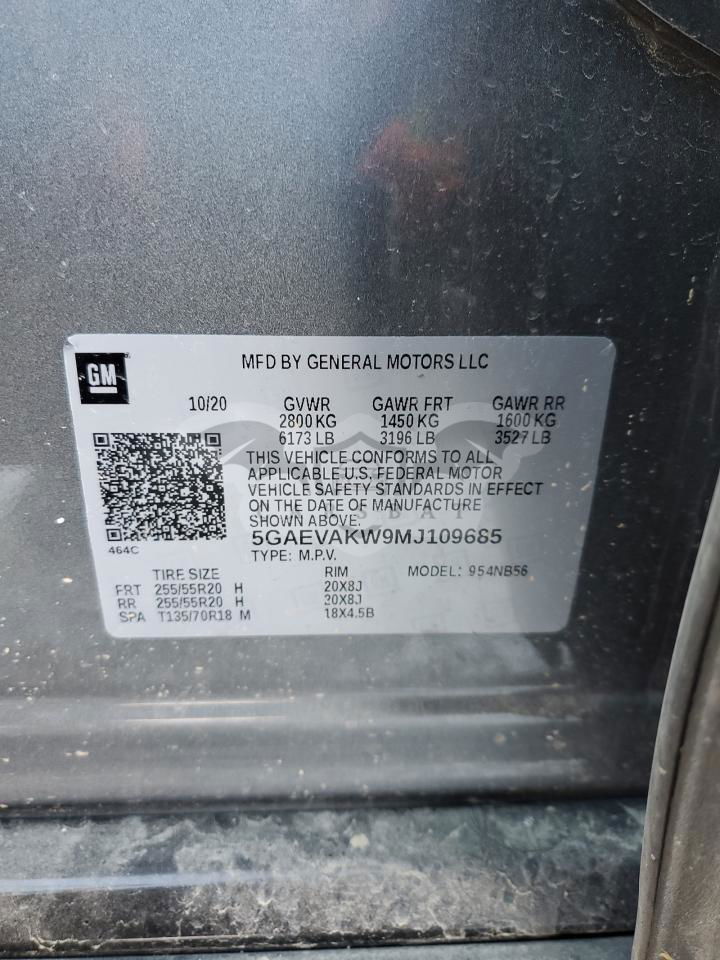 GM
MFD BY GENERAL MOTORS LLC
10/20 GVWR GAWR FRT GAWR RR
2800 KG 1450 KG 1600 KG
6173 LB 3196 LB 3527 LB
THIS VEHICLE CONFORMS TO ALL
APPLICABLE U.S. FEDERAL MOTOR
VEHICLE SAFETY STANDARDS IN EFFECT
ON THE DATE OF MANUFACTURE
SHOWN ABOVE.
464C
5GAEVAKW9MJ109685
TYPE: M.P.V.
TIRE SIZE RIM MODEL: 954NB56
FRT 255/55R20 H 20X8J
RR 255/55R20 H 20X8J
SPA T135/70R18 M 18X4.5B